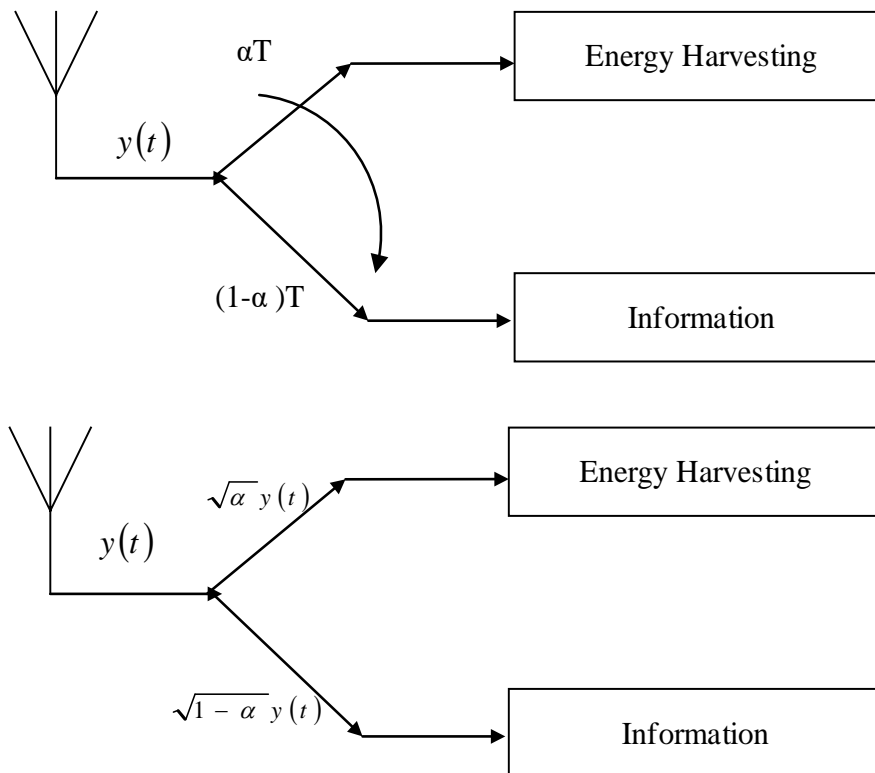 αT
Energy Harvesting
y(t)
(1-α )T
Information
√α y(t)
Energy Harvesting
y(t)
√1 − α y(t)
Information